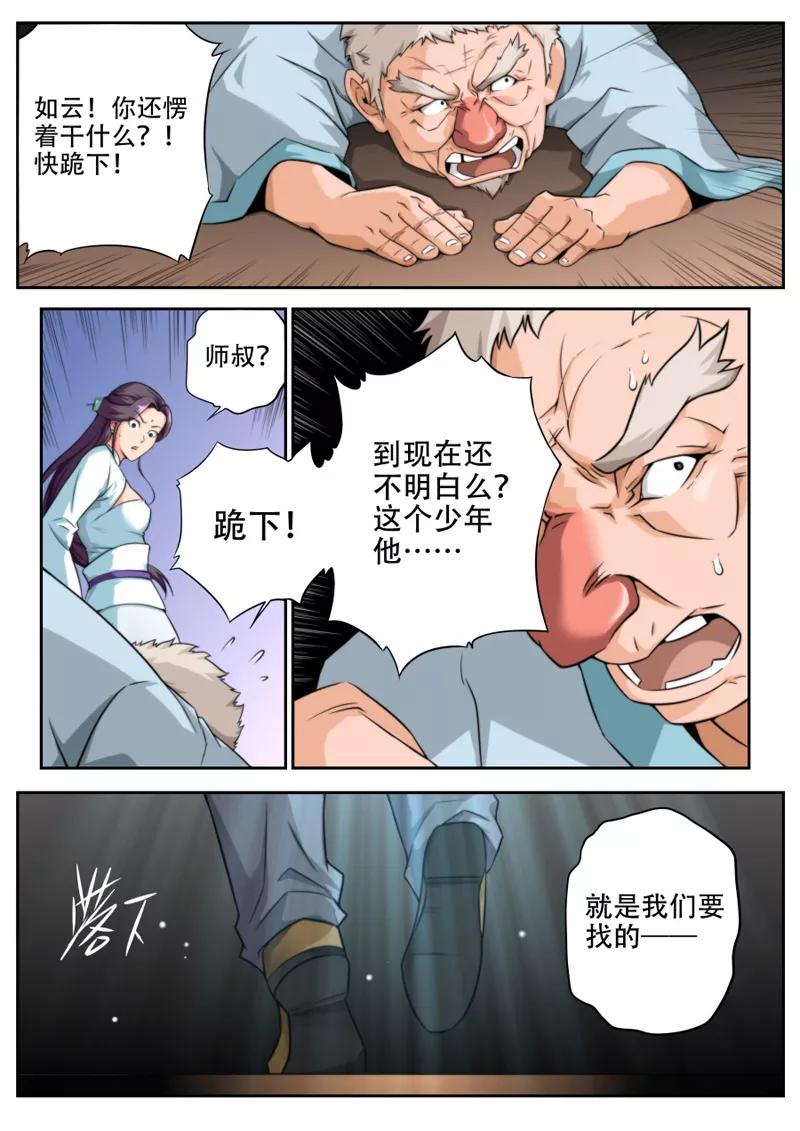 如云！你还愣
着干什么？！
快跪下！
师叔？
跪下！
到现在还
不明白么？
这个少年
他……
落下
就是我们要
找的——